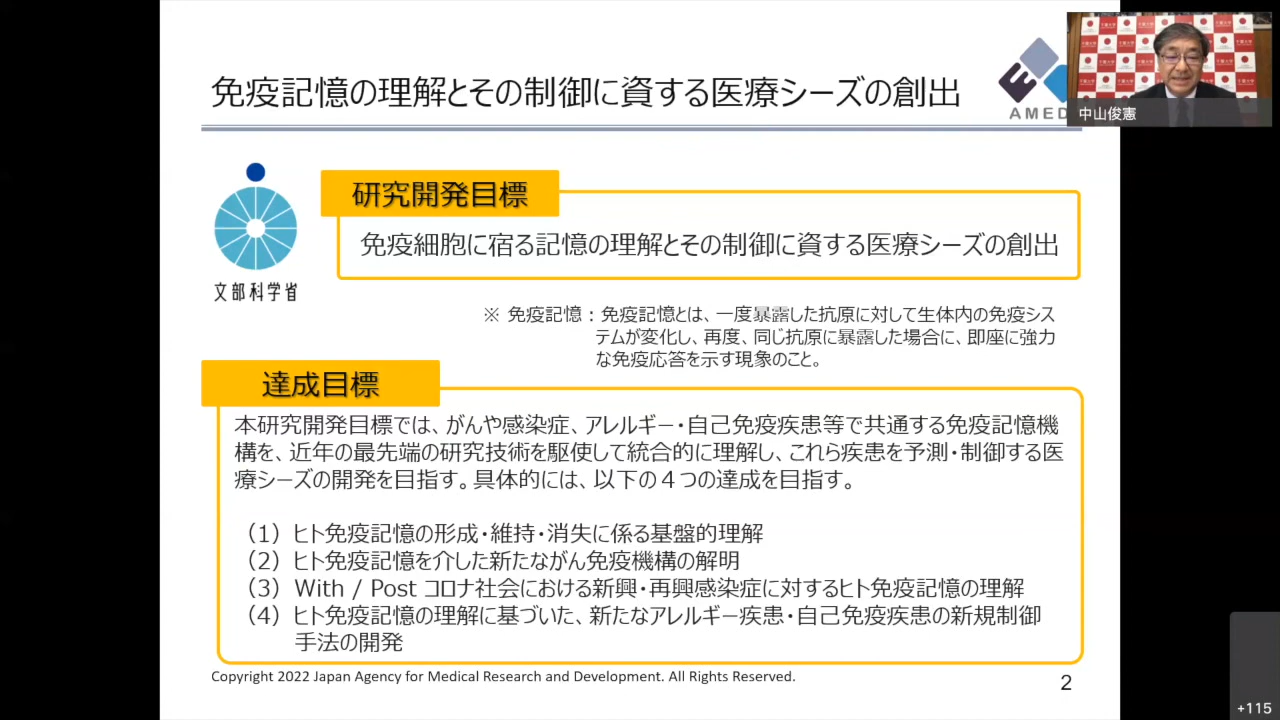 免疫記憶の理解とその制御に資する医療シーズの創出
AMED
中山俊憲
文部科学省
研究開発目標
免疫細胞に宿る記憶の理解とその制御に資する医療シーズの創出
※ 免疫記憶：免疫記憶とは、一度暴露した抗原に対して生体内の免疫シス
テムが変化し、再度、同じ抗原に暴露した場合に、即座に強力
な免疫応答を示す現象のこと。
達成目標
本研究開発目標では、がんや感染症、アレルギー・自己免疫疾患等で共通する免疫記憶機
構を、近年の最先端の研究技術を駆使して統合的に理解し、これら疾患を予測・制御する医
療シーズの開発を目指す。具体的には、以下の４つの達成を目指す。
（1）ヒト免疫記憶の形成・維持・消失に係る基盤的理解
（2）ヒト免疫記憶を介した新たながん免疫機構の解明
（3）With / Post コロナ社会における新興・再興感染症に対するヒト免疫記憶の理解
（4）ヒト免疫記憶の理解に基づいた、新たなアレルギー疾患・自己免疫疾患の新規制御
手法の開発
Copyright 2022 Japan Agency for Medical Research and Development. All Rights Reserved.
2
+115